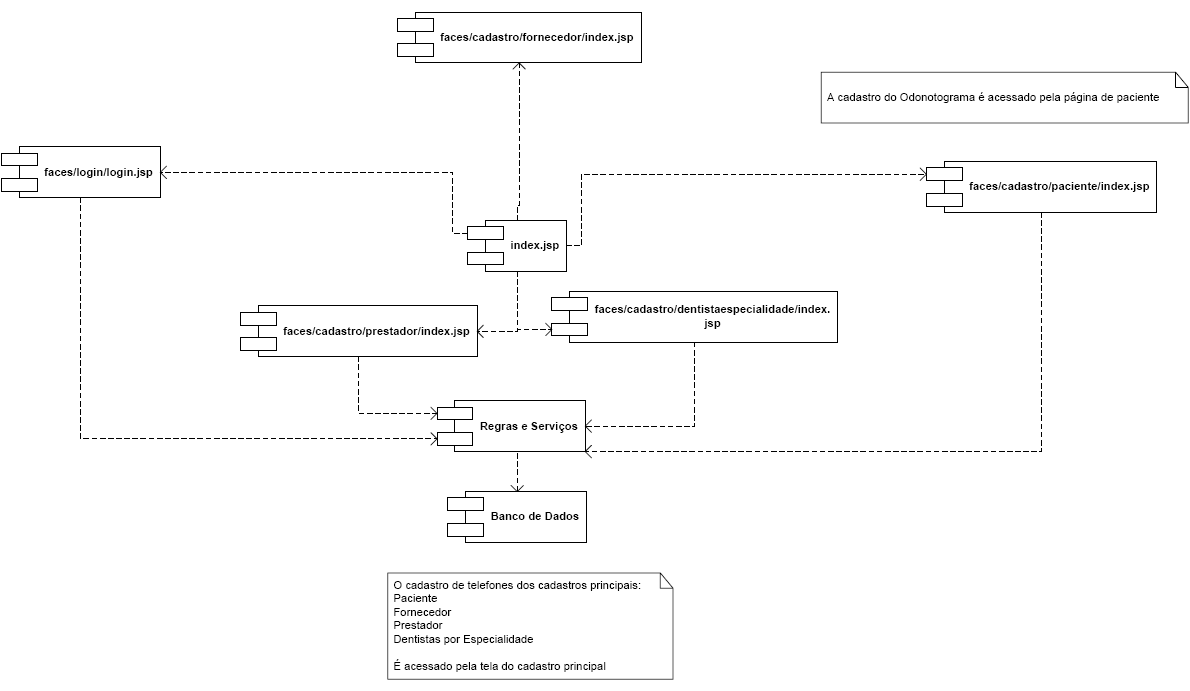 faces/cadastro/fornecedor/index.jsp
A cadastro do Odonotograma é acessado pela página de paciente
faces/login/login.jsp
faces/cadastro/paciente/index.jsp
index.jsp
faces/cadastro/dentistaespecialidade/index.
jsp
faces/cadastro/prestador/index.jsp
Regras e Serviços
Banco de Dados
O cadastro de telefones dos cadastros principais:
Paciente
Fornecedor
Prestador
Dentistas por Especialidade
É acessado pela tela do cadastro principal